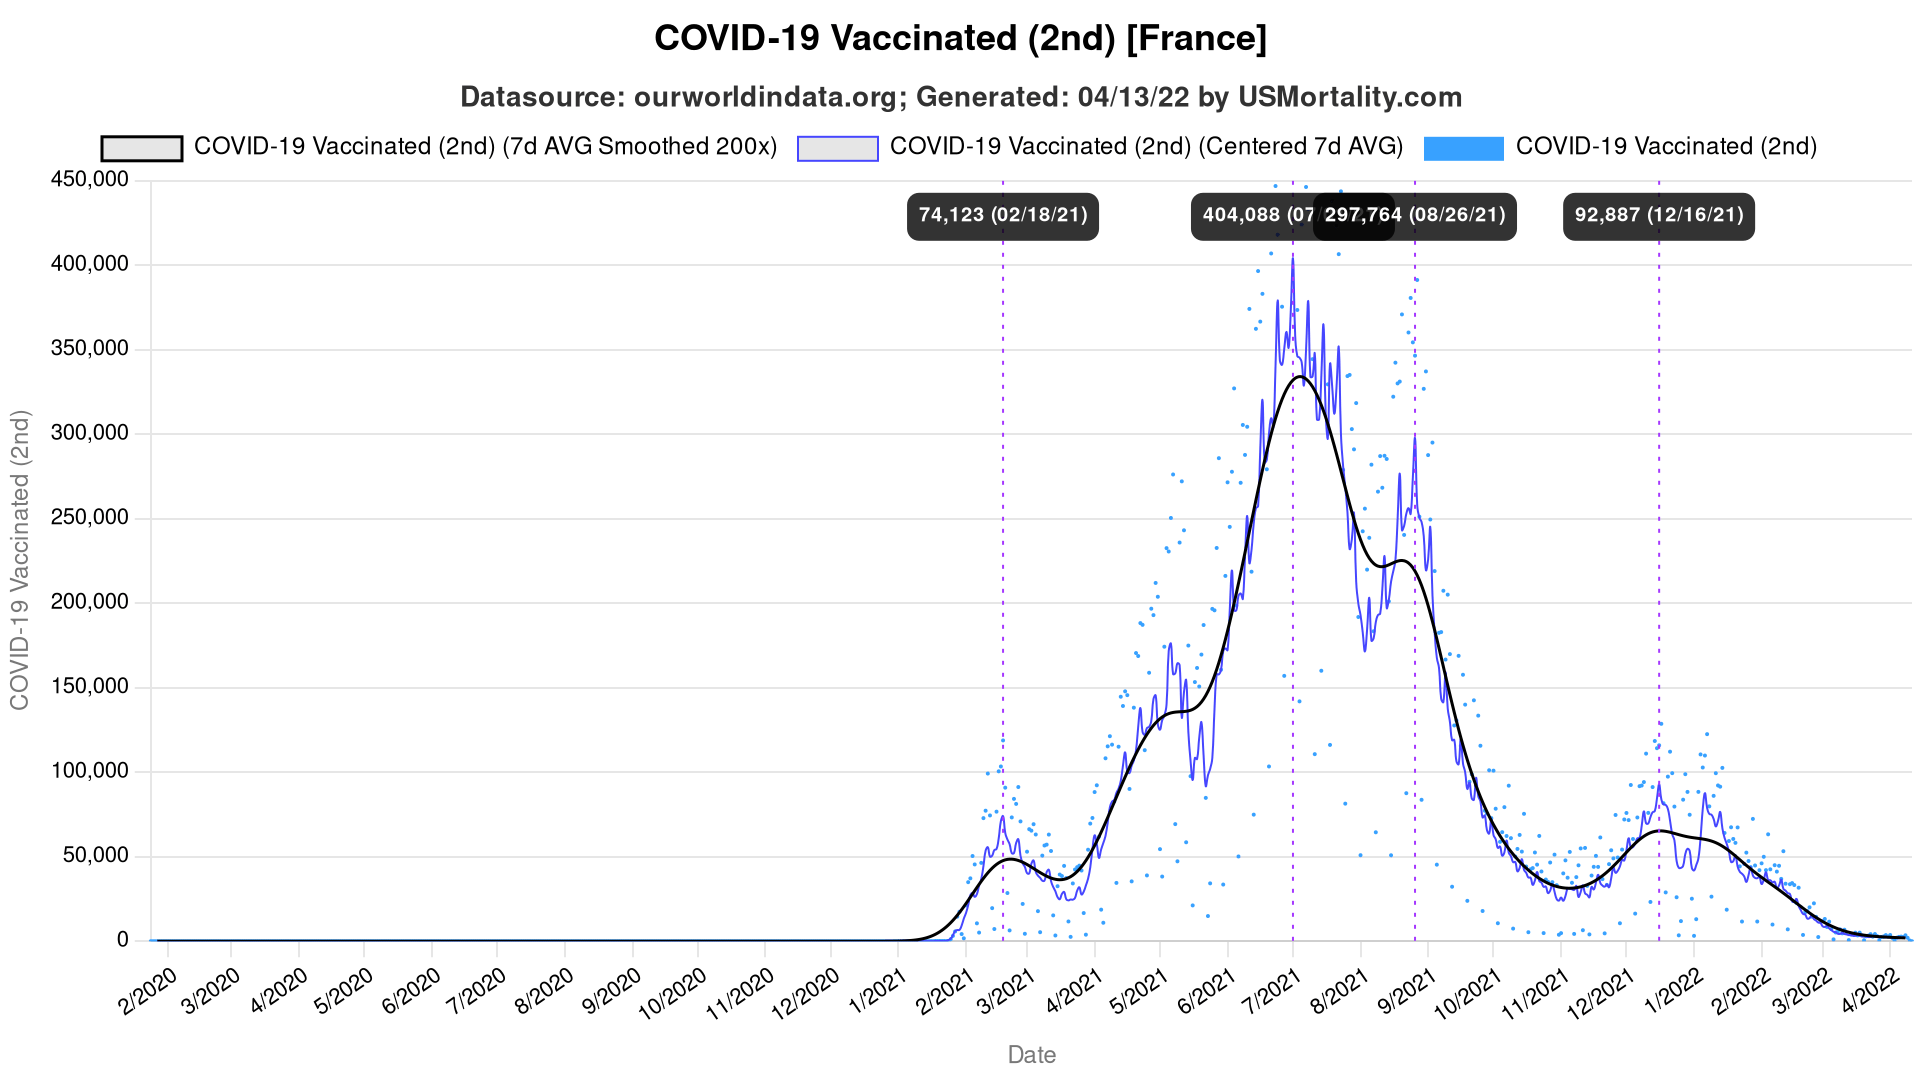 COVID-19 Vaccinated (2nd) [France]
Datasource: ourworldindata.org; Generated: 04/13/22 by USMortality.com
COVID-19 Vaccinated (2nd) (7d AVG Smoothed 200x) COVID-19 Vaccinated (2nd) (Centered 7d AVG) COVID-19 Vaccinated (2nd)
450,000
74,123 (02/18/21) 404,088 (07/ 297,764 (08/26/21) 92,887 (12/16/21)
400,000
350,000
300,000
250,000
200,000
150,000
100,000
50,000
0
COVID-19 Vaccinated (2nd)
2/2020 3/2020 4/2020 5/2020 6/2020 7/2020 8/2020 9/2020 10/2020 11/2020 12/2020 1/2021 2/2021 3/2021 4/2021 5/2021 6/2021 7/2021 8/2021 9/2021 10/2021 11/2021 12/2021 1/2022 2/2022 3/2022 4/2022
Date